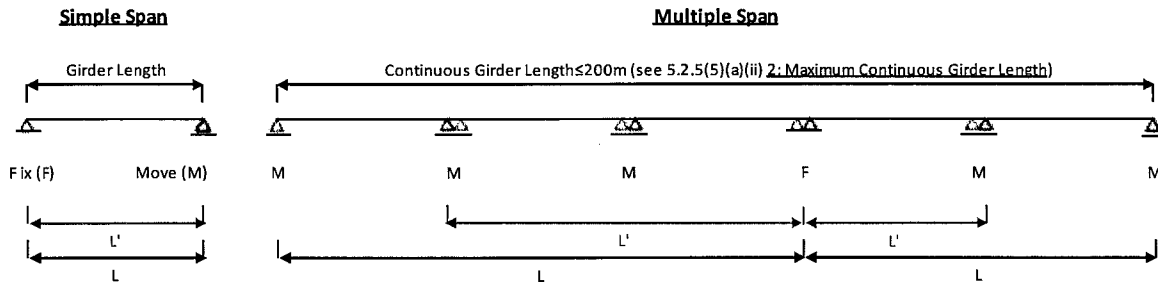 Simple Span
Multiple Span
Girder Length
Continuous Girder Length≤200m (see 5.2.5(5)(a)(ii) 2: Maximum Continuous Girder Length)
Fix (F)
Move (M)
M
M
M
F
M
M
L'
L'
L'
L
L
L